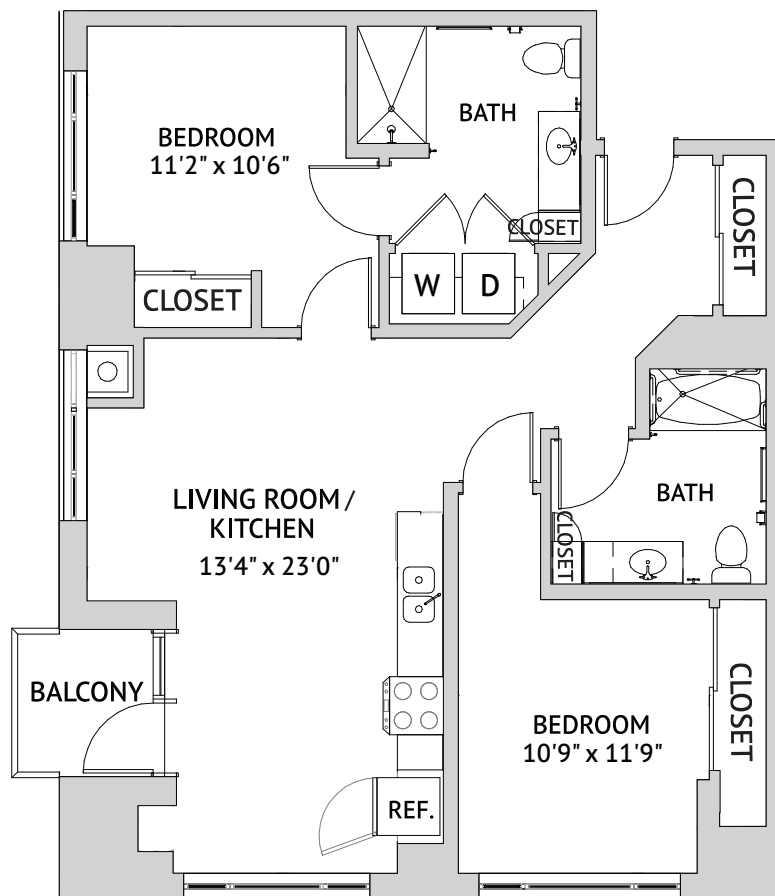 BATH
BEDROOM
11'2" x 10'6"
CLOSET
CLOSET
W
D
CLOSET
LIVING ROOM /
KITCHEN
13'4" x 23'0"
BATH
CLOSET
BALCONY
BEDROOM
10'9" x 11'9"
CLOSET
REF.